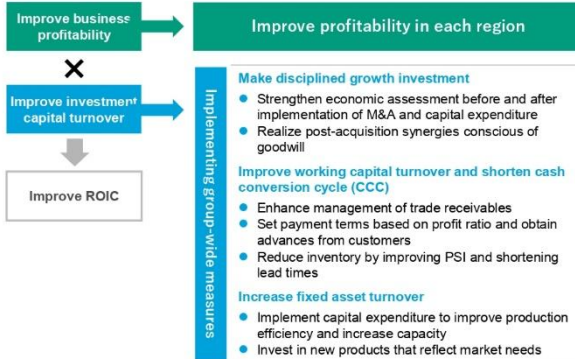 Improve business
profitability
Improve profitability in each region
×
Improve investment
capital turnover
Improve ROIC
Implementing group-wide measures
Make disciplined growth investment
● Strengthen economic assessment before and after
implementation of M&A and capital expenditure
● Realize post-acquisition synergies conscious of
goodwill
Improve working capital turnover and shorten cash
conversion cycle (CCC)
● Enhance management of trade receivables
● Set payment terms based on profit ratio and obtain
advances from customers
● Reduce inventory by improving PSI and shortening
lead times
Increase fixed asset turnover
● Implement capital expenditure to improve production
efficiency and increase capacity
● Invest in new products that reflect market needs